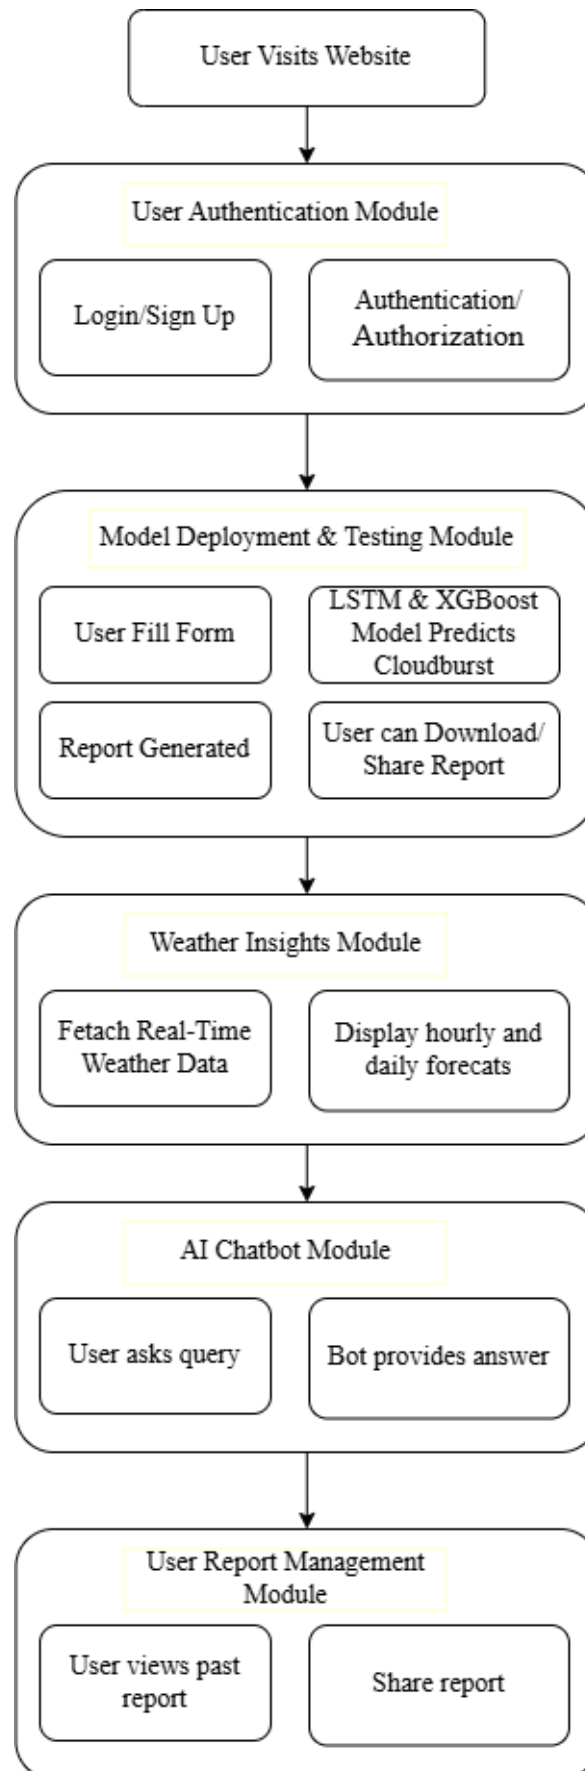 User Visits Website
User Authentication Module
Login/Sign Up
Authentication/
Authorization
Model Deployment & Testing Module
User Fill Form
LSTM & XGBoost
Model Predicts
Cloudburst
Report Generated
User can Download/
Share Report
Weather Insights Module
Fetach Real-Time
Weather Data
Display hourly and
daily forecats
AI Chatbot Module
User asks query
Bot provides answer
User Report Management
Module
User views past
report
Share report